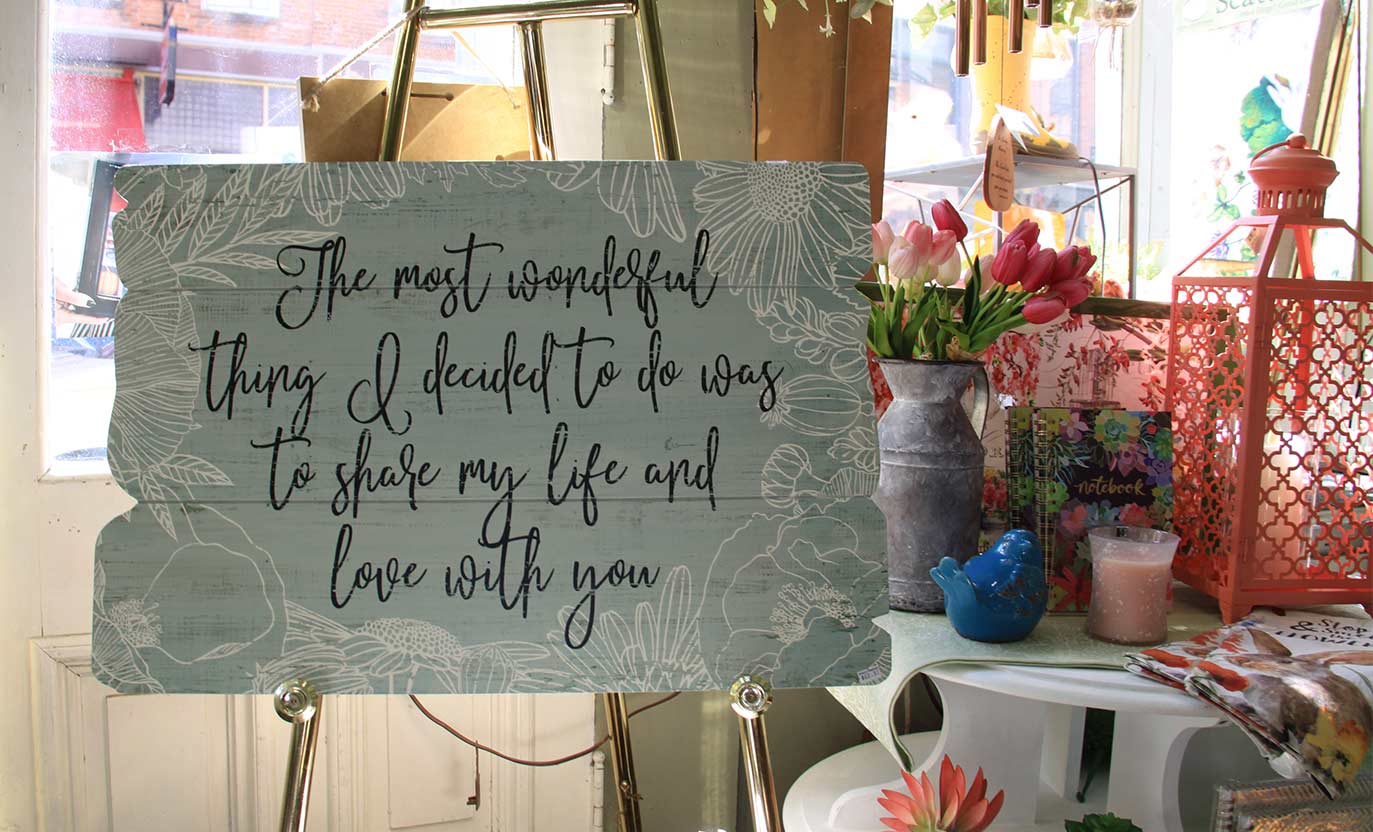 The most wonderful
thing I decided to do was
to share my life and
love with you
notebook